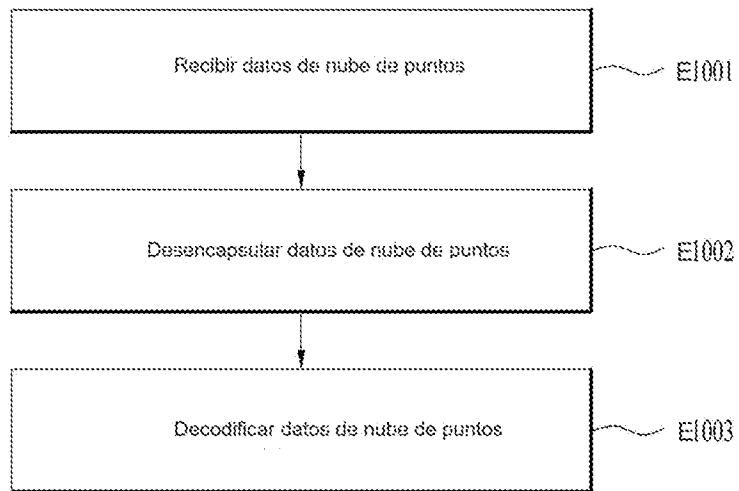 Recibir datos de nube de puntos
E1001
Desencapsular datos de nube de puntos
E1002
Decodificar datos de nube de puntos
E1003